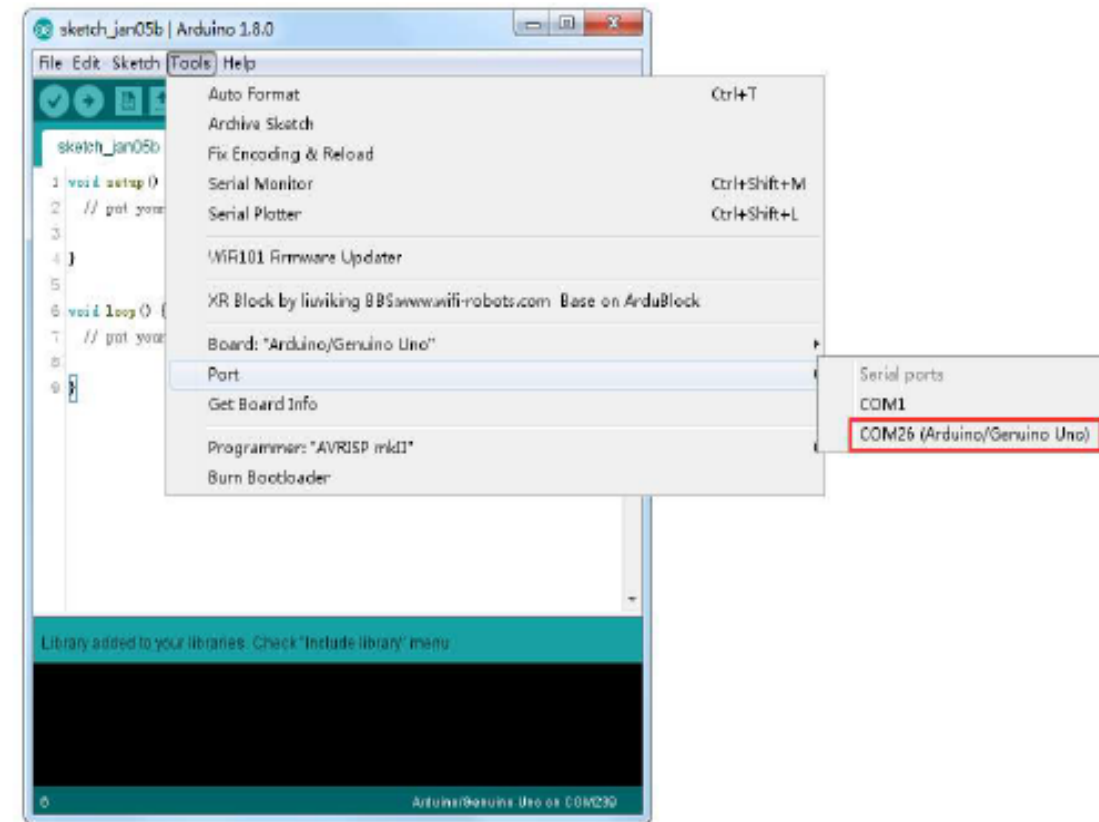 sketch_jan05b | Arduino 1.8.0
File Edit Sketch Tools Help
Auto Format Ctrl+T
Archive Sketch
sketch_jan05b
Fix Encoding & Reload
1 void setup()
Serial Monitor Ctrl+Shift+M
2 // put your
Serial Plotter Ctrl+Shift+L
3
4 }
WiFi101 Firmware Updater
5
6 void loop() {
XR Block by liuviking BBS:www.wifi-robots.com Base on ArduBlock
7 // put your
Board: "Arduino/Genuino Uno"
8
9 }
Port
Serial ports
Get Board Info
COM1
COM26 (Arduino/Genuino Uno)
Programmer: "AVRISP mkII"
Burn Bootloader
Library added to your libraries. Check "Include library" menu
6 Arduino/Genuino Uno on